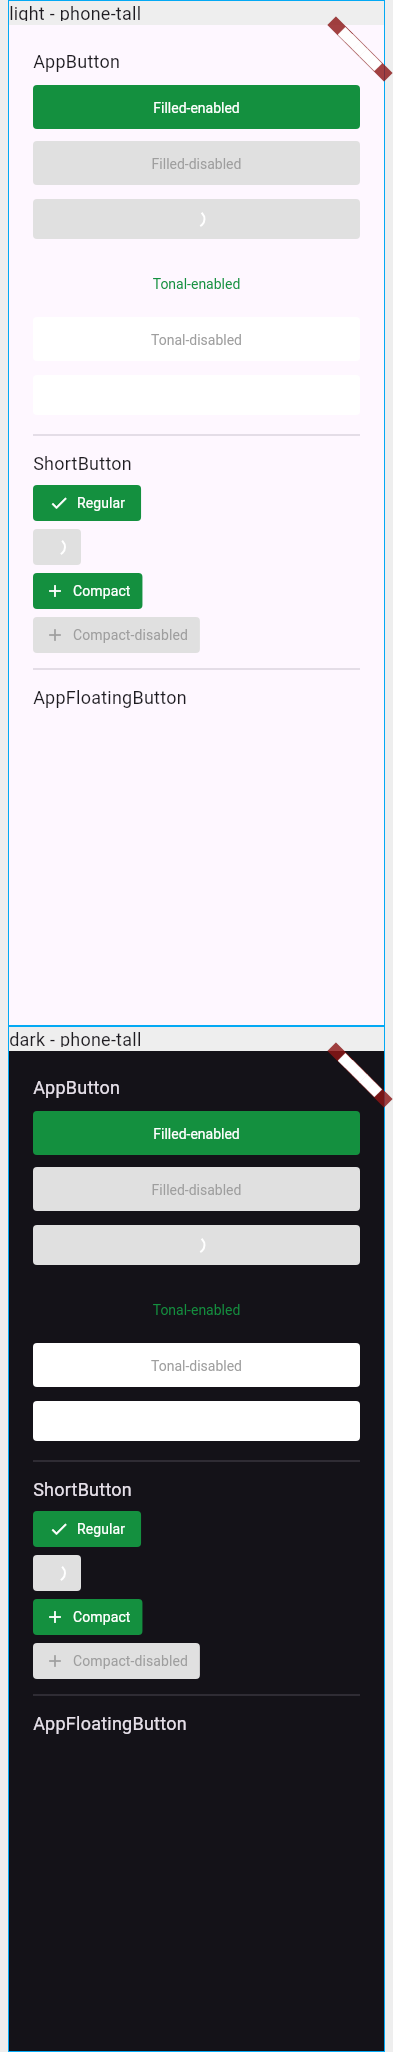 light - phone-tall
AppButton
Filled-enabled
Filled-disabled
Tonal-enabled
Tonal-disabled
ShortButton
Regular
Compact
Compact-disabled
AppFloatingButton
dark - phone-tall
AppButton
Filled-enabled
Filled-disabled
Tonal-enabled
Tonal-disabled
ShortButton
Regular
Compact
Compact-disabled
AppFloatingButton